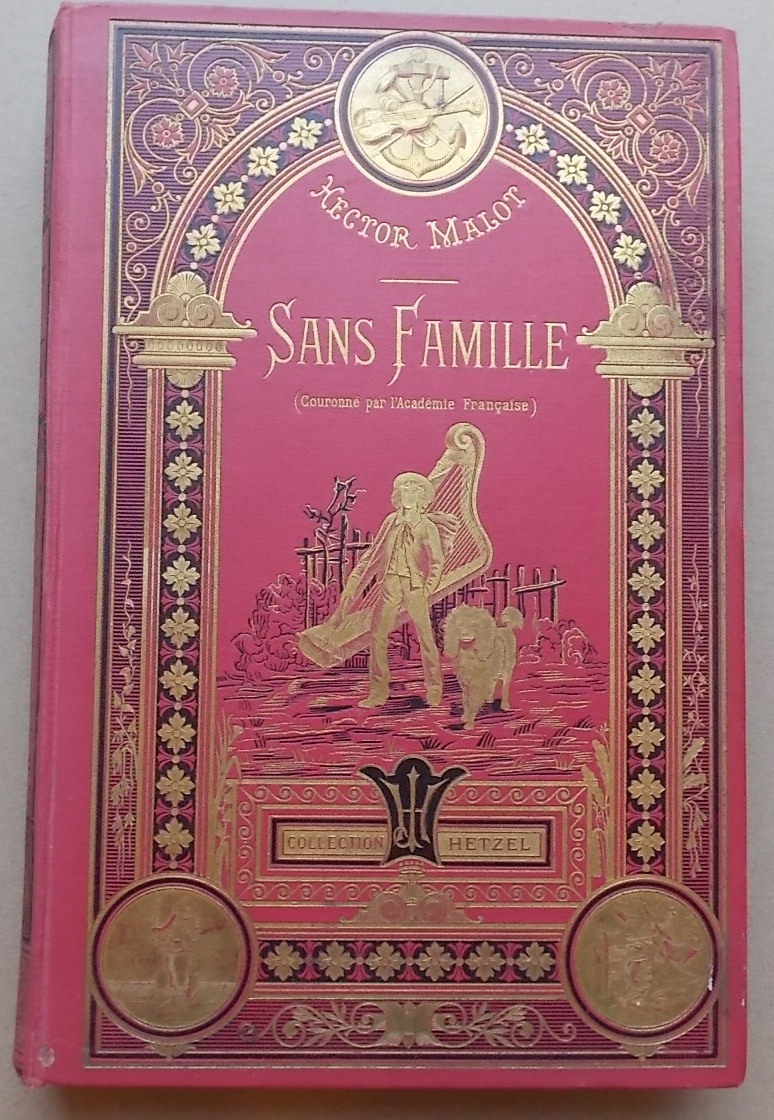 HECTOR MALOT
SANS FAMILLE
(Couronné par l'Académie Française)
COLLECTION HETZEL